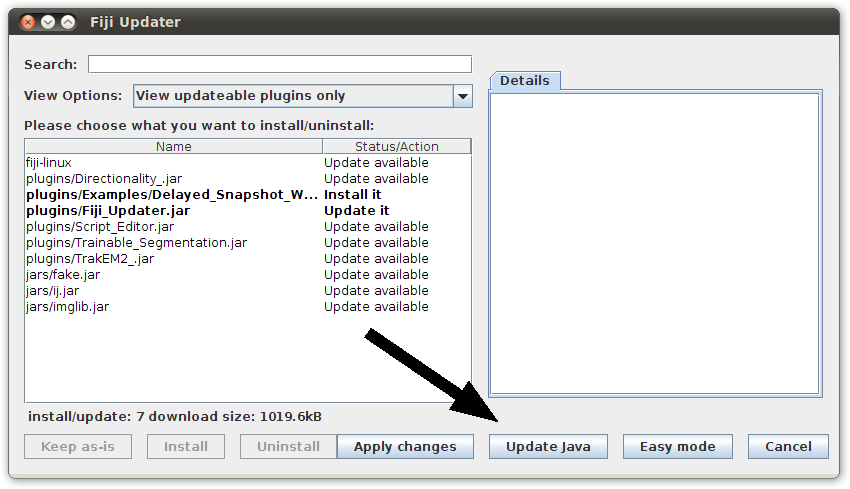 Fiji Updater
Search:
View Options: View updateable plugins only
Please choose what you want to install/uninstall:
Name Status/Action
fiji-linux Update available
plugins/Directionality_.jar Update available
plugins/Examples/Delayed_Snapshot_W... Install it
plugins/Fiji_Updater.jar Update it
plugins/Script_Editor.jar Update available
plugins/Trainable_Segmentation.jar Update available
plugins/TrakEM2_.jar Update available
jars/fake.jar Update available
jars/ij.jar Update available
jars/imglib.jar Update available
install/update: 7 download size: 1019.6kB
Details
Keep as-is Install Uninstall Apply changes Update Java Easy mode Cancel